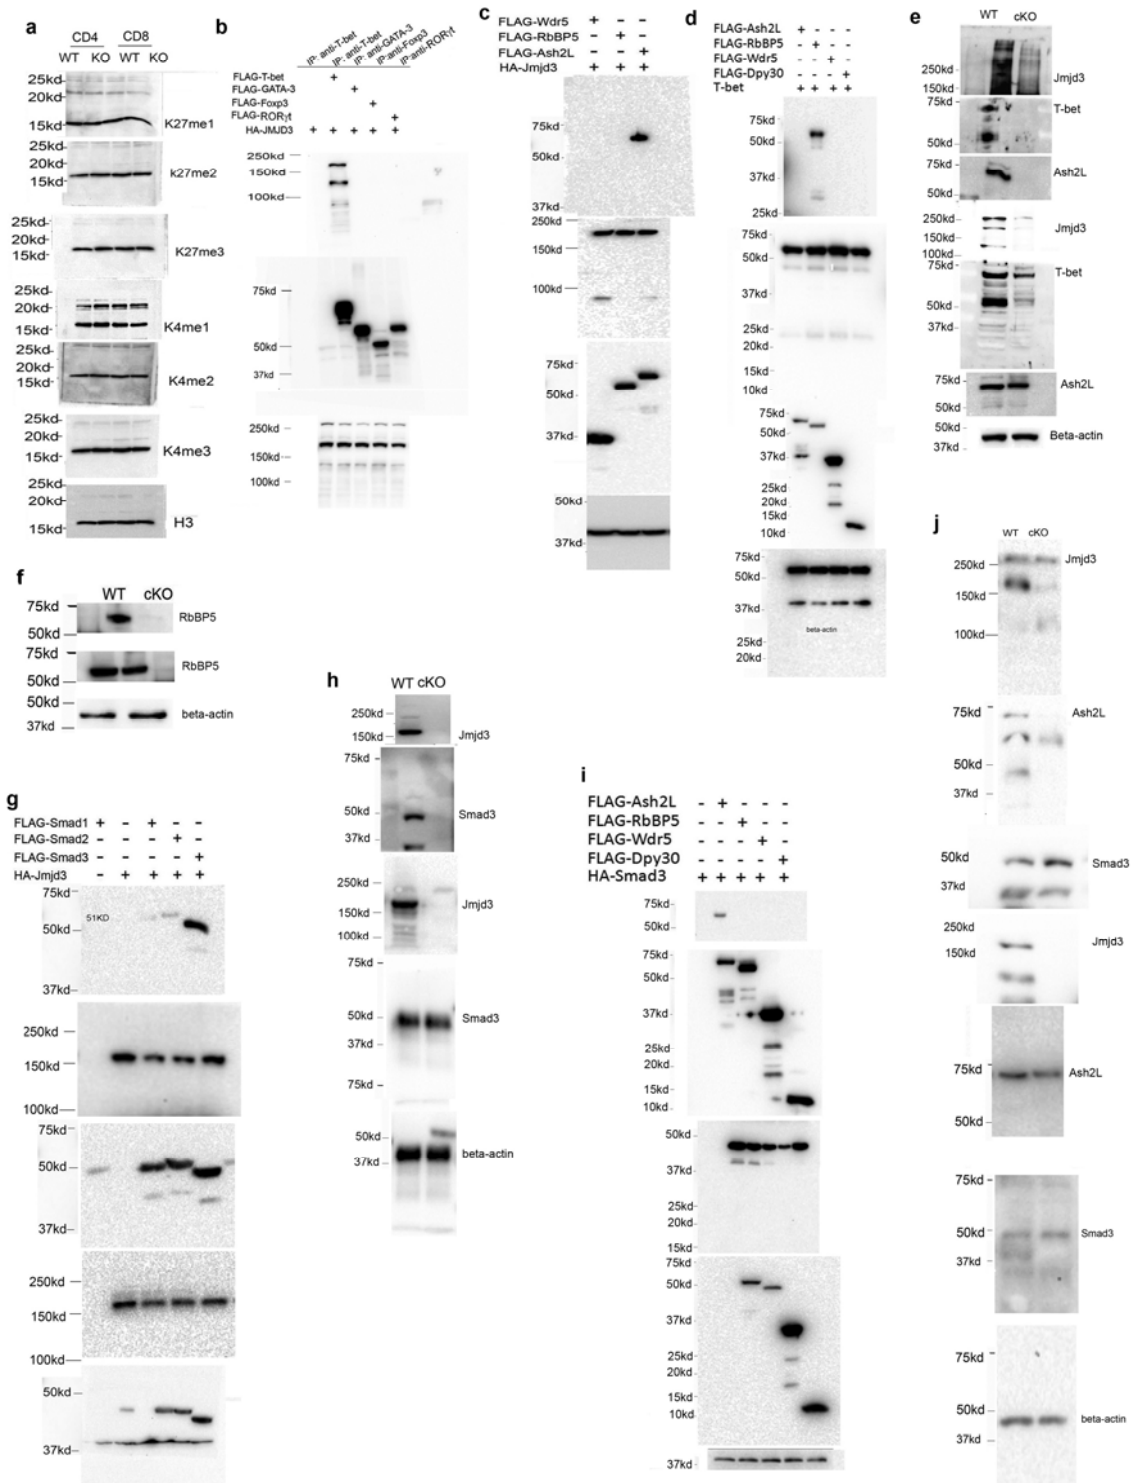 a
CD4 CD8
WT KO WT KO
25kd
20kd
15kd
K27me1
25kd
20kd
15kd
k27me2
25kd
20kd
15kd
K27me3
25kd
20kd
15kd
K4me1
25kd
20kd
15kd
K4me2
25kd
20kd
15kd
K4me3
25kd
20kd
15kd
H3
b
IP: anti-T-bet
IP: anti-T-bet
IP: anti-GATA-3
IP:anti-Foxp3
IP:anti-RORγt
FLAG-T-bet +
FLAG-GATA-3 +
FLAG-Foxp3 +
FLAG-RORγt +
HA-JMJD3 + + + + +
250kd
150kd
100kd
75kd
50kd
37kd
250kd
150kd
100kd
c
FLAG-Wdr5 + - -
FLAG-RbBP5 - + -
FLAG-Ash2L - - +
HA-Jmjd3 + + +
75kd
50kd
37kd
250kd
150kd
100kd
75kd
50kd
37kd
50kd
37kd
d
FLAG-Ash2L + - - -
FLAG-RbBP5 - + - -
FLAG-Wdr5 - - + -
FLAG-Dpy30 - - - +
T-bet + + + +
75kd
50kd
37kd
25kd
75kd
50kd
37kd
25kd
20kd
15kd
10kd
75kd
50kd
37kd
25kd
20kd
15kd
10kd
75kd
50kd
37kd
beta-actin
25kd
20kd
e
WT cKO
250kd
150kd
Jmjd3
75kd
T-bet
50kd
75kd
Ash2L
50kd
250kd
150kd
100kd
Jmjd3
75kd
T-bet
50kd
37kd
75kd
Ash2L
50kd
50kd
37kd
Beta-actin
f
WT cKO
75kd
RbBP5
50kd
75kd
RbBP5
50kd
50kd
beta-actin
37kd
g
FLAG-Smad1 + - + - -
FLAG-Smad2 - - - + -
FLAG-Smad3 - - - - +
HA-Jmjd3 - + + + +
75kd
51KD
50kd
37kd
250kd
150kd
100kd
75kd
50kd
37kd
250kd
150kd
100kd
50kd
37kd
h
WT cKO
250kd
150kd
Jmjd3
75kd
50kd
Smad3
37kd
250kd
Jmjd3
150kd
100kd
75kd
50kd
Smad3
37kd
75kd
50kd
beta-actin
37kd
i
FLAG-Ash2L - + - - -
FLAG-RbBP5 - - + - -
FLAG-Wdr5 - - - + -
FLAG-Dpy30 - - - - +
HA-Smad3 + + + + +
75kd
50kd
75kd
50kd
37kd
25kd
20kd
15kd
10kd
50kd
37kd
25kd
20kd
15kd
75kd
50kd
37kd
25kd
20kd
15kd
10kd
37kd
j
WT cKO
250kd
Jmjd3
150kd
100kd
75kd
Ash2L
50kd
37kd
50kd
Smad3
37kd
250kd
Jmjd3
150kd
75kd
Ash2L
50kd
75kd
50kd
Smad3
37kd
75kd
50kd
beta-actin
37kd